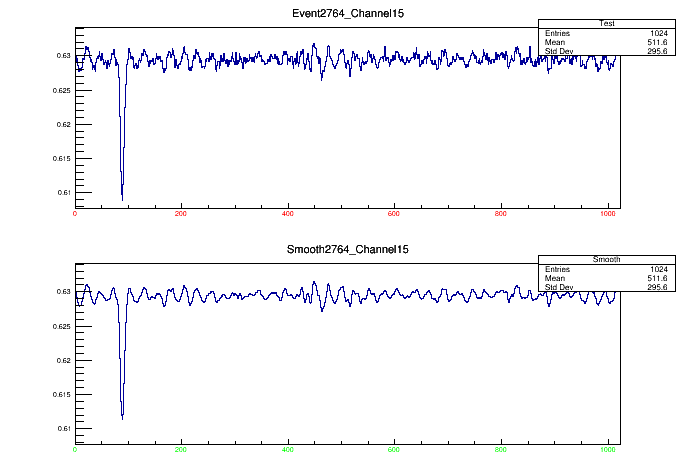 Event2764_Channel15
Test
Entries 1024
Mean 511.6
Std Dev 295.6
0.63
0.625
0.62
0.615
0.61
0 200 400 600 800 1000
Smooth2764_Channel15
Smooth
Entries 1024
Mean 511.6
Std Dev 295.6
0.63
0.625
0.62
0.615
0.61
0 200 400 600 800 1000